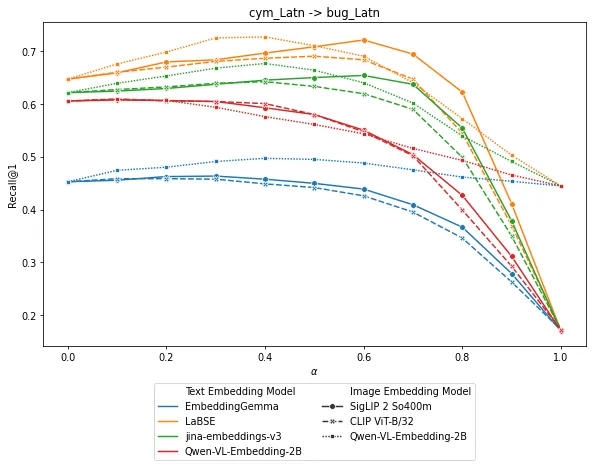 cym_Latn -> bug_Latn
Recall@1
0.7
0.6
0.5
0.4
0.3
0.2
0.0 0.2 0.4 0.6 0.8 1.0
α
Text Embedding Model Image Embedding Model
EmbeddingGemma SigLIP 2 So400m
LaBSE CLIP ViT-B/32
jina-embeddings-v3 Qwen-VL-Embedding-2B
Qwen-VL-Embedding-2B